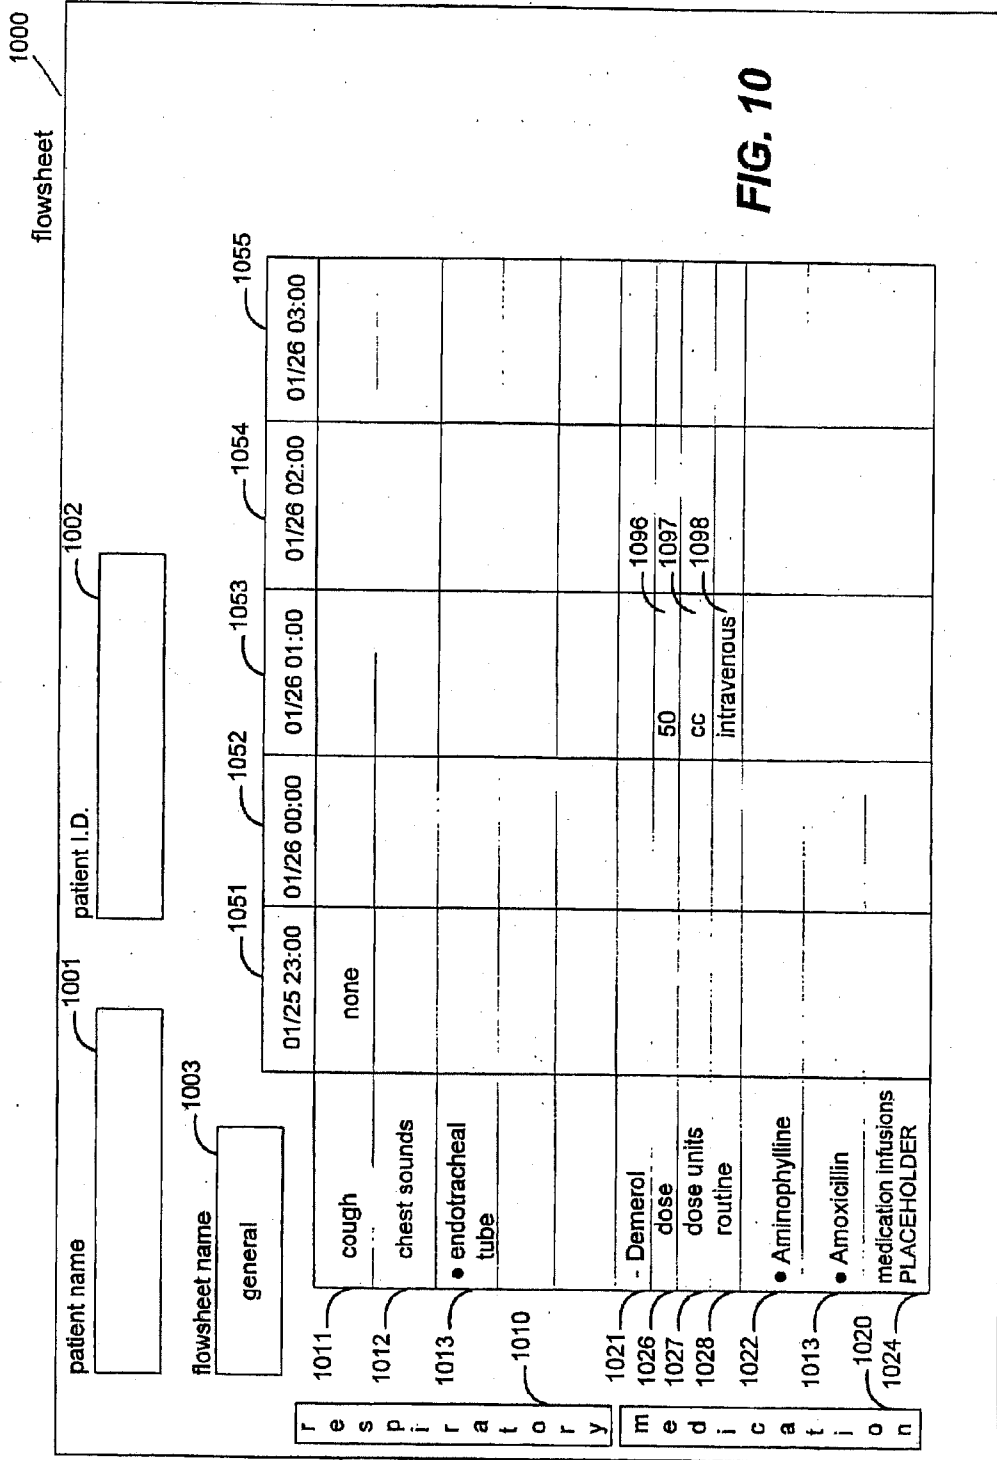 flowsheet 1000
patient name 1001
patient I.D. 1002
flowsheet name 1003
general
1051 1052 1053 1054 1055
01/25 23:00 01/26 00:00 01/26 01:00 01/26 02:00 01/26 03:00
1011 cough none
1012 chest sounds
1013 • endotracheal
tube
1010
respiratory
1021 - Demerol
1026 dose 50 1096
1027 dose units cc 1097
1028 routine intravenous 1098
1022 • Aminophylline
1013 • Amoxicillin
1020
medication
1024 medication infusions
PLACEHOLDER
FIG. 10